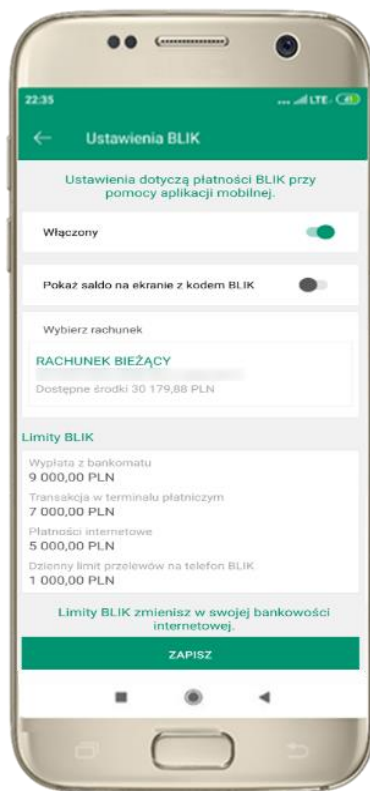 22:35
... LTE
Ustawienia BLIK
Ustawienia dotyczą płatności BLIK przy
pomocy aplikacji mobilnej.
Włączony
Pokaż saldo na ekranie z kodem BLIK
Wybierz rachunek
RACHUNEK BIEŻĄCY
Dostępne środki 30 179,88 PLN
Limity BLIK
Wypłata z bankomatu
9 000,00 PLN
Transakcja w terminalu płatniczym
7 000,00 PLN
Płatności internetowe
5 000,00 PLN
Dzienny limit przelewów na telefon BLIK
1 000,00 PLN
Limity BLIK zmienisz w swojej bankowości
internetowej.
ZAPISZ